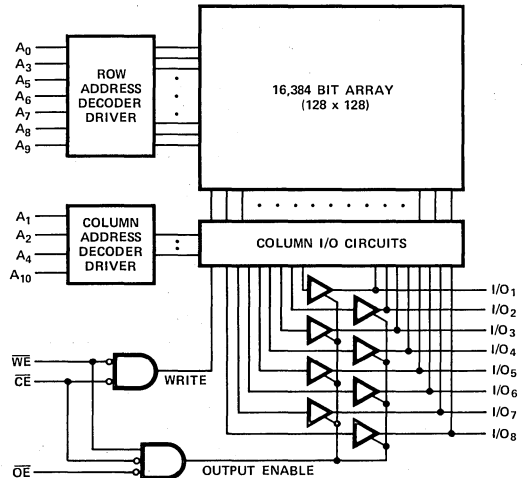 A0
A3
A5
A6
A7
A8
A9
ROW
ADDRESS
DECODER
DRIVER
16,384 BIT ARRAY
(128 x 128)
A1
A2
A4
A10
COLUMN
ADDRESS
DECODER
DRIVER
COLUMN I/O CIRCUITS
I/O1
I/O2
I/O3
I/O4
I/O5
I/O6
I/O7
I/O8
WE
CE
WRITE
OE
OUTPUT ENABLE